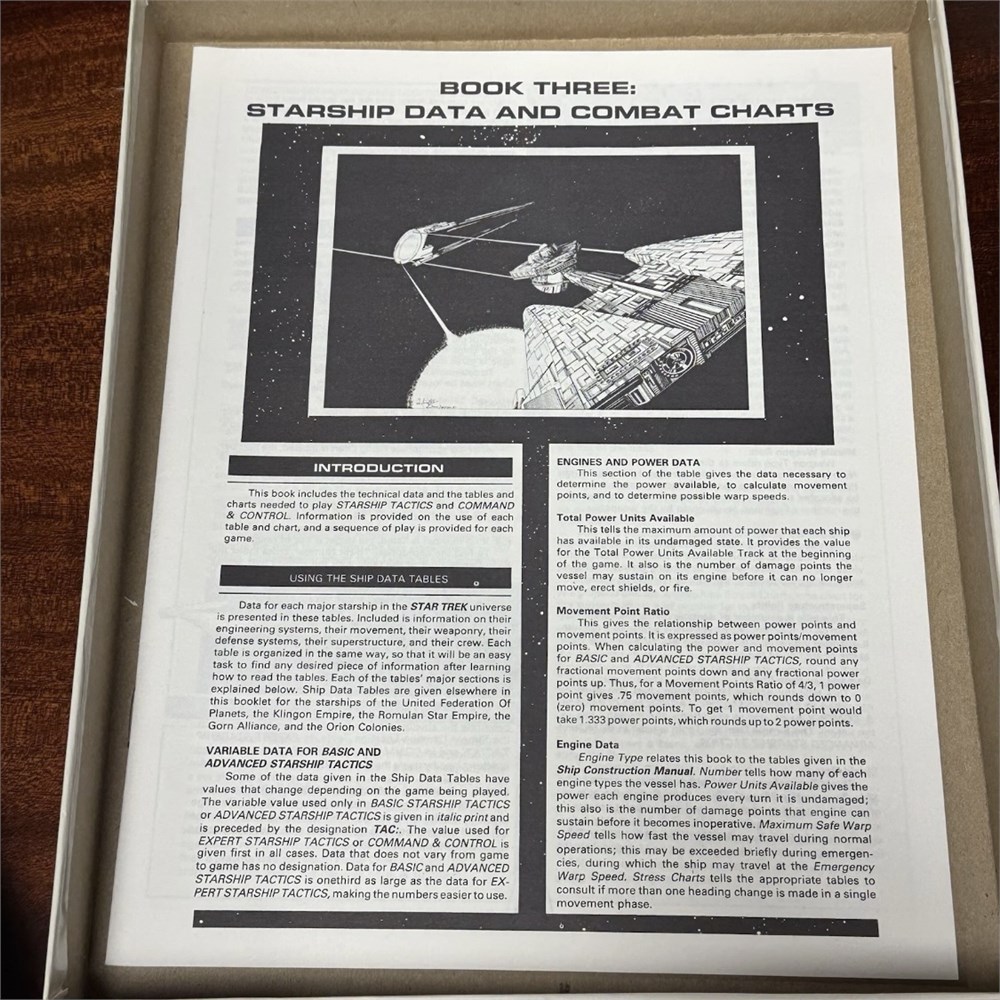 BOOK THREE:
STARSHIP DATA AND COMBAT CHARTS
INTRODUCTION
This book includes the technical data and the tables and
charts needed to play STARSHIP TACTICS and COMMAND
& CONTROL. Information is provided on the use of each
table and chart, and a sequence of play is provided for each
game.
USING THE SHIP DATA TABLES
Data for each major starship in the STAR TREK universe
is presented in these tables. Included is information on their
engineering systems, their movement, their weaponry, their
defense systems, their superstructure, and their crew. Each
table is organized in the same way, so that it will be an easy
task to find any desired piece of information after learning
how to read the tables. Each of the tables' major sections is
explained below. Ship Data Tables are given elsewhere in
this booklet for the starships of the United Federation Of
Planets, the Klingon Empire, the Romulan Star Empire, the
Gorn Alliance, and the Orion Colonies.
VARIABLE DATA FOR BASIC AND
ADVANCED STARSHIP TACTICS
Some of the data given in the Ship Data Tables have
values that change depending on the game being played.
The variable value used only in BASIC STARSHIP TACTICS
or ADVANCED STARSHIP TACTICS is given in italic print and
is preceded by the designation TAC:. The value used for
EXPERT STARSHIP TACTICS or COMMAND & CONTROL is
given first in all cases. Data that does not vary from game
to game has no designation. Data for BASIC and ADVANCED
STARSHIP TACTICS is onethird as large as the data for EX-
PERT STARSHIP TACTICS, making the numbers easier to use.
ENGINES AND POWER DATA
This section of the table gives the data necessary to
determine the power available, to calculate movement
points, and to determine possible warp speeds.
Total Power Units Available
This tells the maximum amount of power that each ship
has available in its undamaged state. It provides the value
for the Total Power Units Available Track at the beginning
of the game. It also is the number of damage points the
vessel may sustain on its engine before it can no longer
move, erect shields, or fire.
Movement Point Ratio
This gives the relationship between power points and
movement points. It is expressed as power points/movement
points. When calculating the power and movement points
for BASIC and ADVANCED STARSHIP TACTICS, round any
fractional movement points down and any fractional power
points up. Thus, for a Movement Points Ratio of 4/3, 1 power
point gives .75 movement points, which rounds down to 0
(zero) movement points. To get 1 movement point would
take 1.333 power points, which rounds up to 2 power points.
Engine Data
Engine Type relates this book to the tables given in the
Ship Construction Manual. Number tells how many of each
engine types the vessel has. Power Units Available gives the
power each engine produces every turn it is undamaged;
this also is the number of damage points that engine can
sustain before it becomes inoperative. Maximum Safe Warp
Speed tells how fast the vessel may travel during normal
operations; this may be exceeded briefly during emergen-
cies, during which the ship may travel at the Emergency
Warp Speed. Stress Charts tells the appropriate tables to
consult if more than one heading change is made in a single
movement phase.